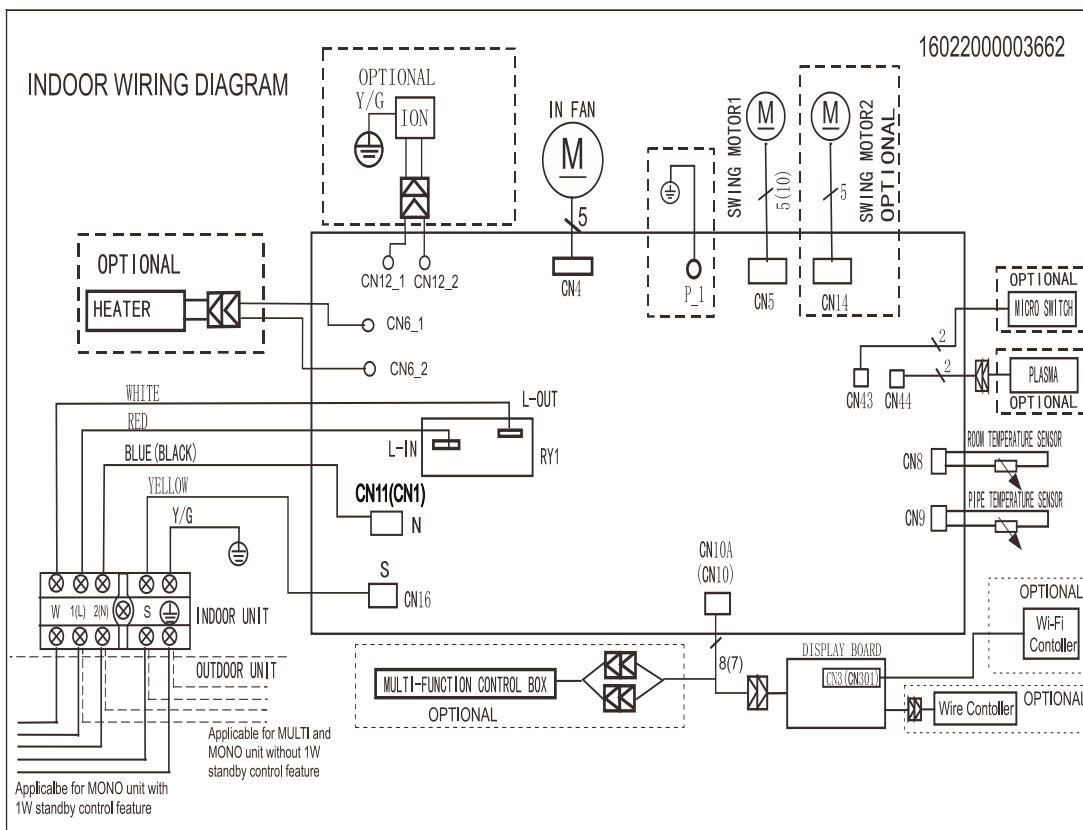 16022000003662
INDOOR WIRING DIAGRAM
OPTIONAL
Y/G
ION
IN FAN
M
5
CN4
CN12_1
CN12_2
P_1
SWING MOTOR1
M
5(10)
CN5
SWING MOTOR2
OPTIONAL
M
5
CN14
OPTIONAL
HEATER
CN6_1
CN6_2
OPTIONAL
MICRO SWITCH
2
CN43
2
CN44
PLASMA
OPTIONAL
WHITE
RED
BLUE(BLACK)
YELLOW
Y/G
L-OUT
L-IN
RY1
CN11(CN1)
N
S
CN16
ROOM TEMPERATURE SENSOR
CN8
PIPE TEMPERATURE SENSOR
CN9
CN10A
(CN10)
8(7)
W
1(L)
2(N)
S
INDOOR UNIT
OUTDOOR UNIT
MULTI-FUNCTION CONTROL BOX
OPTIONAL
DISPLAY BOARD
CN3(CN301)
OPTIONAL
Wi-Fi
Contoller
Wire Contoller
OPTIONAL
Applicable for MULTI and
MONO unit without 1W
standby control feature
Applicalbe for MONO unit with
1W standby control feature